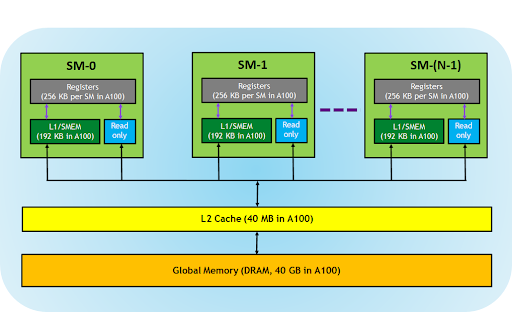 SM-0
Registers
(256 KB per SM in A100)
L1/SMEM
(192 KB in A100)
Read
only
SM-1
Registers
(256 KB per SM in A100)
L1/SMEM
(192 KB in A100)
Read
only
SM-(N-1)
Registers
(256 KB per SM in A100)
L1/SMEM
(192 KB in A100)
Read
only
L2 Cache (40 MB in A100)
Global Memory (DRAM, 40 GB in A100)